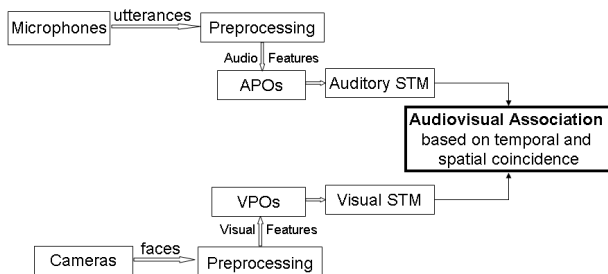 Microphones
utterances
Preprocessing
Audio Features
APOs
Auditory STM
Audiovisual Association
based on temporal and
spatial coincidence
VPOs
Visual STM
Visual Features
Cameras
faces
Preprocessing